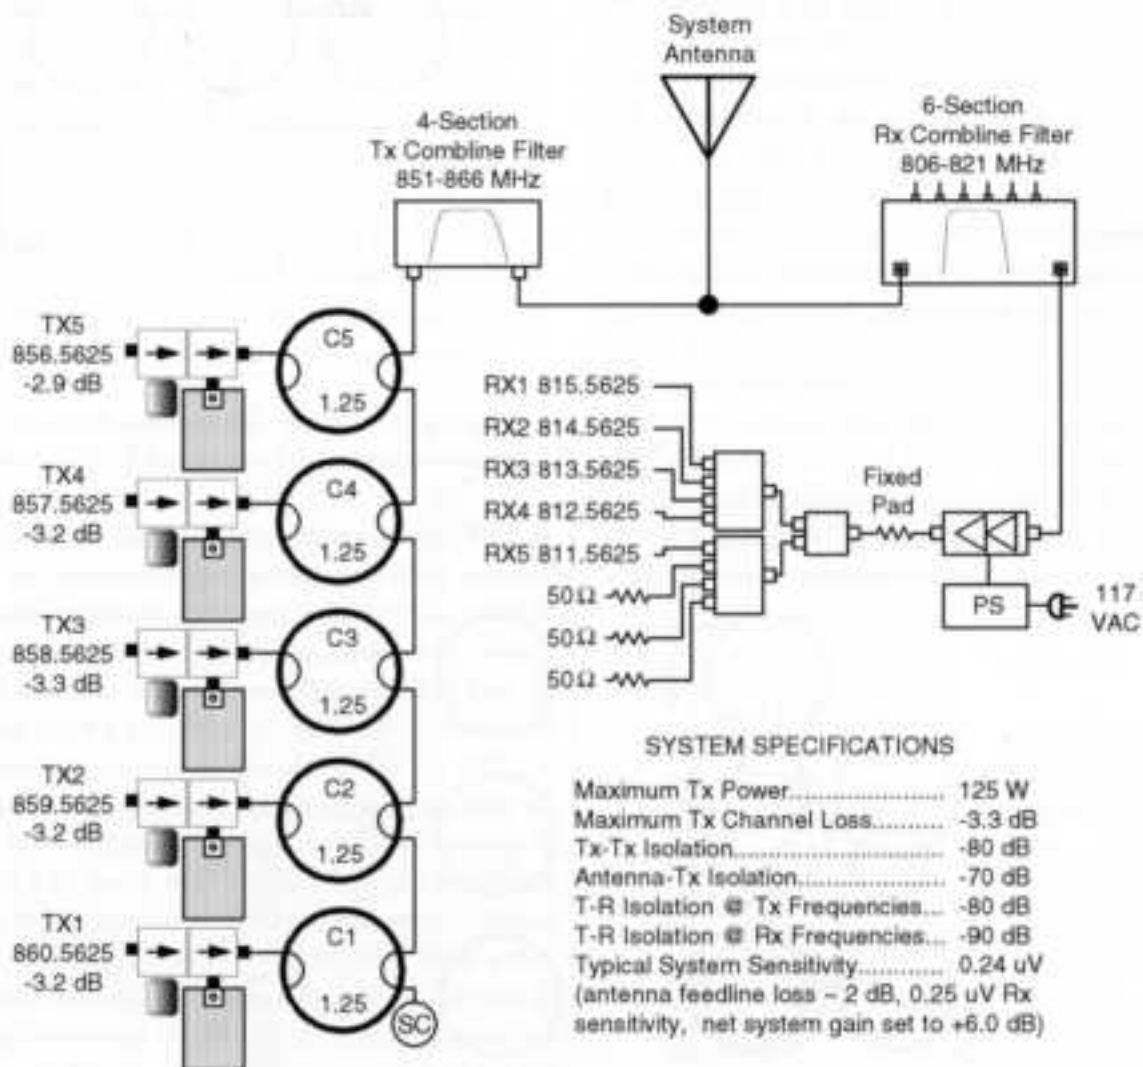 System
Antenna
4-Section
Tx Combline Filter
851-866 MHz
6-Section
Rx Combline Filter
806-821 MHz
TX5
856.5625
-2.9 dB
C5
1.25
TX4
857.5625
-3.2 dB
C4
1.25
TX3
858.5625
-3.3 dB
C3
1.25
TX2
859.5625
-3.2 dB
C2
1.25
TX1
860.5625
-3.2 dB
C1
1.25
SC
RX1 815.5625
RX2 814.5625
RX3 813.5625
RX4 812.5625
RX5 811.5625
50Ω
50Ω
50Ω
Fixed
Pad
PS
117
VAC
SYSTEM SPECIFICATIONS
Maximum Tx Power...................... 125 W
Maximum Tx Channel Loss.......... -3.3 dB
Tx-Tx Isolation.............................. -80 dB
Antenna-Tx Isolation..................... -70 dB
T-R Isolation @ Tx Frequencies... -80 dB
T-R Isolation @ Rx Frequencies... -90 dB
Typical System Sensitivity............ 0.24 uV
(antenna feedline loss ~ 2 dB, 0.25 uV Rx
sensitivity, net system gain set to +6.0 dB)